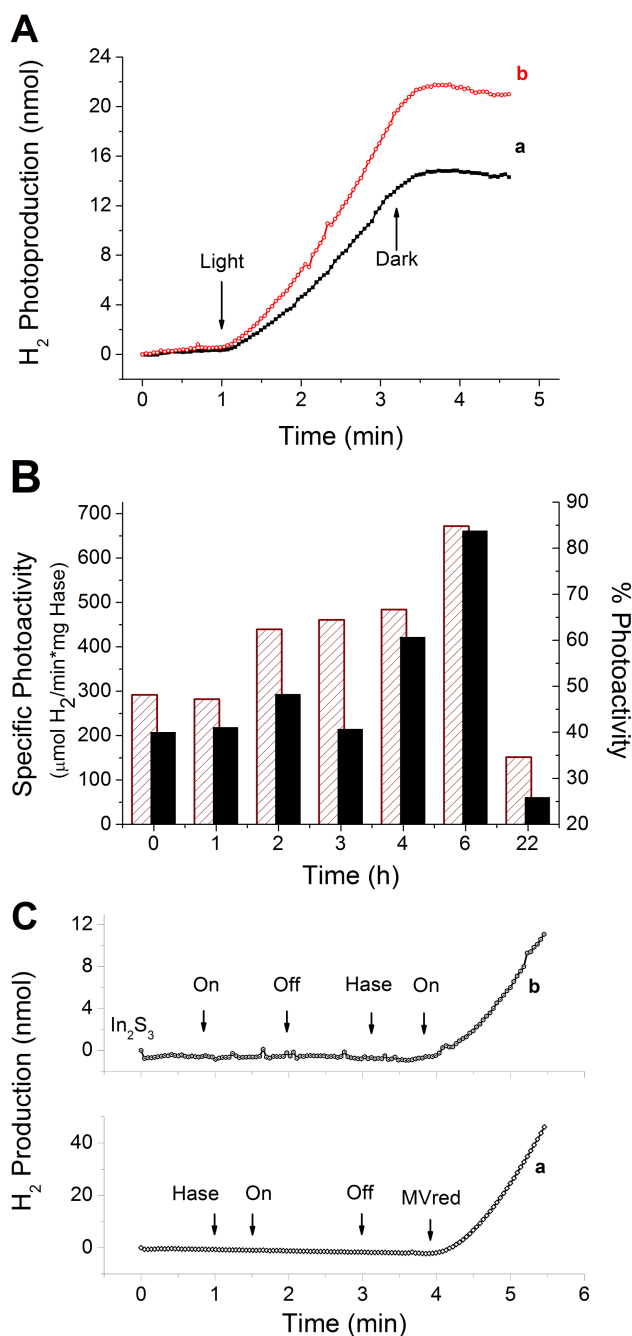 A
H2 Photoproduction (nmol)
24
20
16
12
8
4
0
b
a
Light
Dark
0 1 2 3 4 5
Time (min)
B
Specific Photoactivity
(μmol H2/min*mg Hase)
700
600
500
400
300
200
100
0
90
80
70
60
50
40
30
20
% Photoactivity
0 1 2 3 4 6 22
Time (h)
C
H2 Production (nmol)
12
8
4
0
In2S3
On Off Hase On
b
40
20
0
Hase On Off MVred
a
0 1 2 3 4 5 6
Time (min)